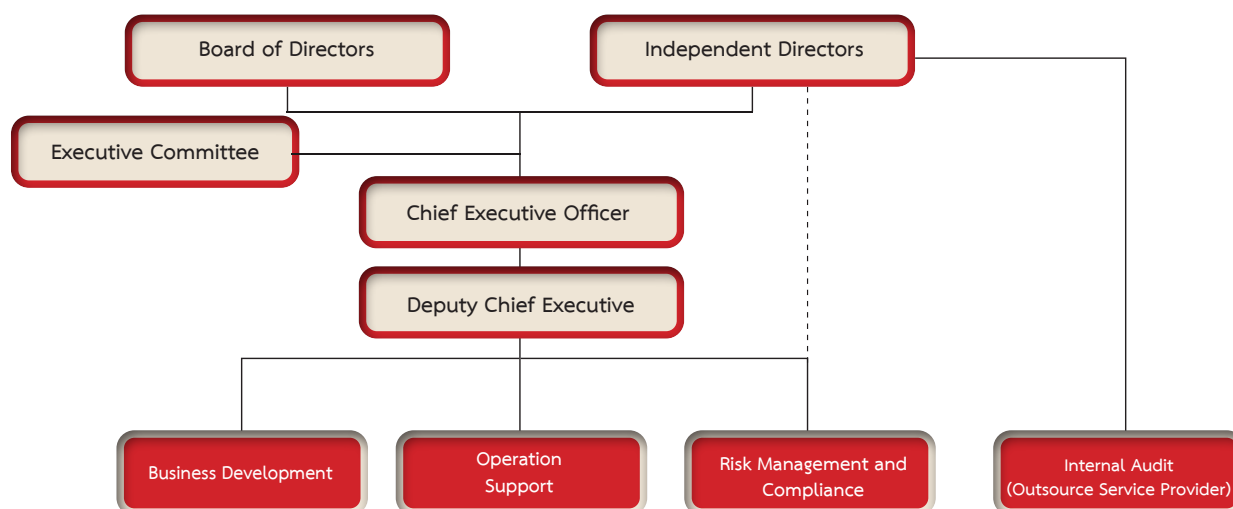 Board of Directors
Independent Directors
Executive Committee
Chief Executive Officer
Deputy Chief Executive
Business Development
Operation
Support
Risk Management and
Compliance
Internal Audit
(Outsource Service Provider)